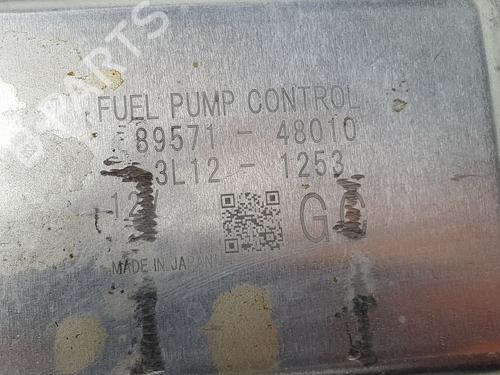 FUEL PUMP CONTROL
89571 - 48010
3L12 - 1253
12V
MADE IN JAPAN